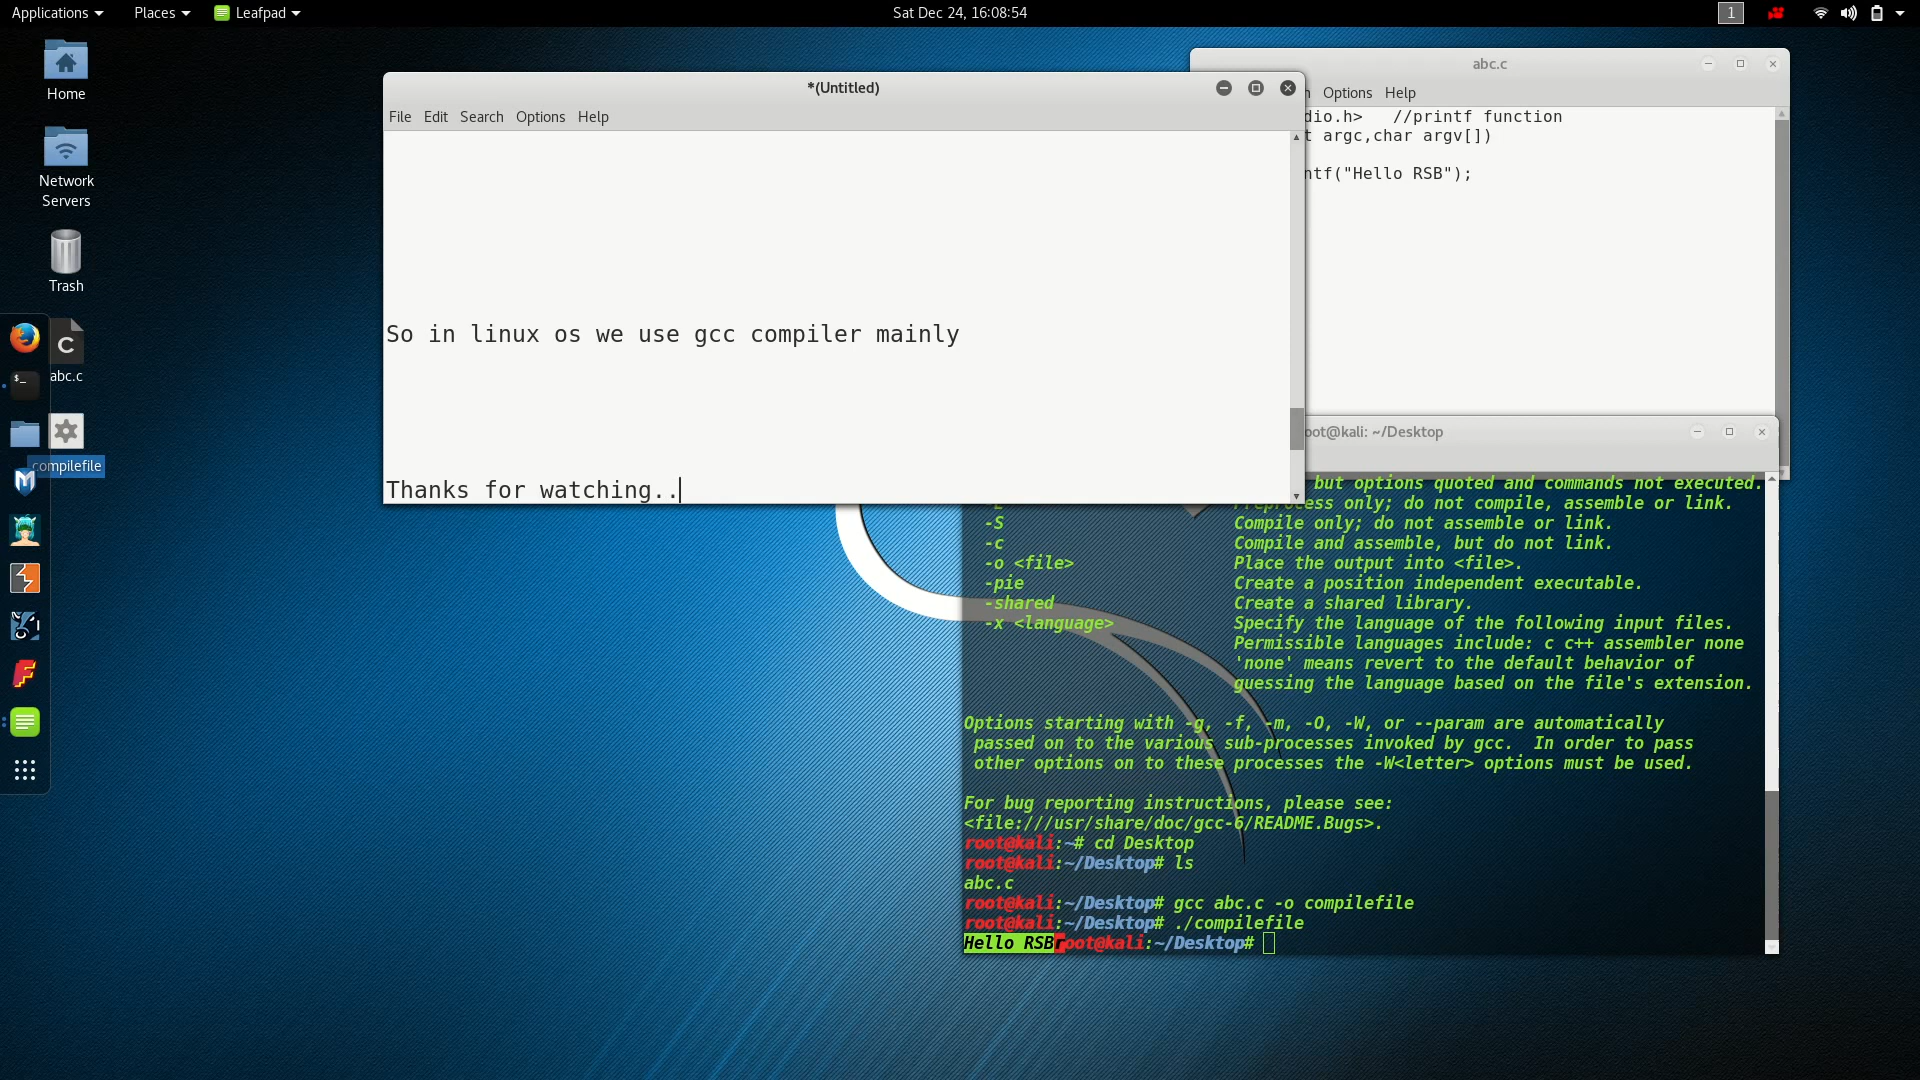 Applications Places Leafpad Sat Dec 24, 16:08:54 1
Home
Network
Servers
Trash
abc.c
compilefile
*(Untitled)
File Edit Search Options Help
So in linux os we use gcc compiler mainly
Thanks for watching..
abc.c
Options Help
dio.h> //printf function
t argc,char argv[])
ntf("Hello RSB");
oot@kali: ~/Desktop
but options quoted and commands not executed.
Preprocess only; do not compile, assemble or link.
-S Compile only; do not assemble or link.
-c Compile and assemble, but do not link.
-o <file> Place the output into <file>.
-pie Create a position independent executable.
-shared Create a shared library.
-x <language> Specify the language of the following input files.
Permissible languages include: c c++ assembler none
'none' means revert to the default behavior of
guessing the language based on the file's extension.
Options starting with -g, -f, -m, -O, -W, or --param are automatically
passed on to the various sub-processes invoked by gcc. In order to pass
other options on to these processes the -W<letter> options must be used.
For bug reporting instructions, please see:
<file:///usr/share/doc/gcc-6/README.Bugs>.
root@kali:~# cd Desktop
root@kali:~/Desktop# ls
abc.c
root@kali:~/Desktop# gcc abc.c -o compilefile
root@kali:~/Desktop# ./compilefile
Hello RSBroot@kali:~/Desktop#